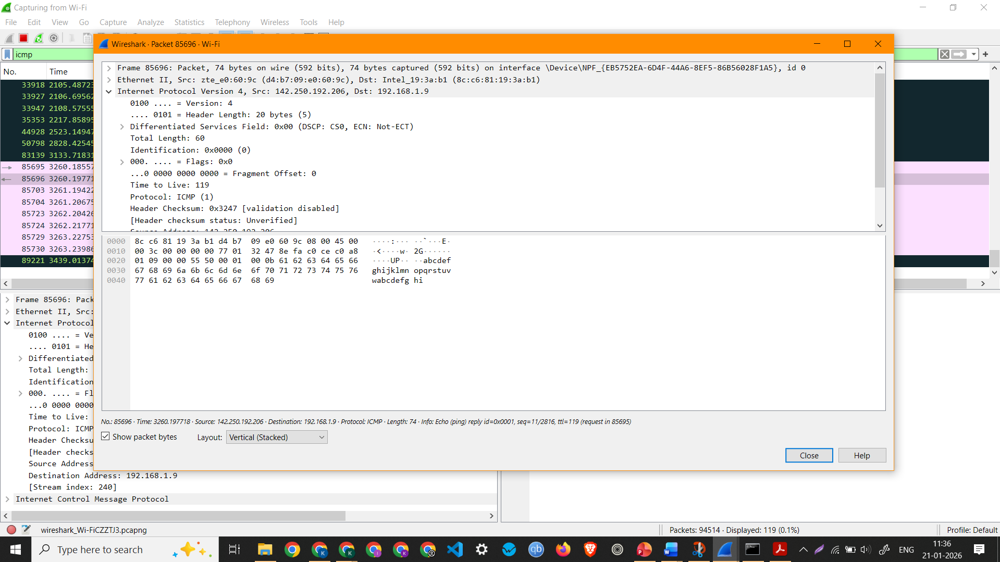 Capturing from Wi-Fi
File Edit View Go Capture Analyze Statistics Telephony Wireless Tools Help
Wireshark · Packet 85696 · Wi-Fi
icmp
No. Time
33918 2105.48723
33927 2106.69562
33947 2108.57555
35353 2217.85895
44928 2523.14947
50798 2828.42545
83139 3133.71831
85695 3260.18557
85696 3260.19771
85703 3261.19422
85704 3261.20675
85723 3262.20426
85724 3262.21771
85729 3263.22753
85730 3263.23986
89221 3439.01374
Frame 85696: Packet, 74 bytes on wire (592 bits), 74 bytes captured (592 bits) on interface \Device\NPF_{EB5752EA-6D4F-44A6-8EF5-86B56028F1A5}, id 0
Ethernet II, Src: zte_e0:60:9c (d4:b7:09:e0:60:9c), Dst: Intel_19:3a:b1 (8c:c6:81:19:3a:b1)
Internet Protocol Version 4, Src: 142.250.192.206, Dst: 192.168.1.9
0100 .... = Version: 4
.... 0101 = Header Length: 20 bytes (5)
Differentiated Services Field: 0x00 (DSCP: CS0, ECN: Not-ECT)
Total Length: 60
Identification: 0x0000 (0)
000. .... = Flags: 0x0
...0 0000 0000 0000 = Fragment Offset: 0
Time to Live: 119
Protocol: ICMP (1)
Header Checksum: 0x3247 [validation disabled]
[Header checksum status: Unverified]
Source Address: 142.250.192.206
0000 8c c6 81 19 3a b1 d4 b7 09 e0 60 9c 08 00 45 00 ····:··· ··`···E·
0010 00 3c 00 00 00 00 77 01 32 47 8e fa c0 ce c0 a8 ·<····w· 2G······
0020 01 09 00 00 55 50 00 01 00 0b 61 62 63 64 65 66 ····UP·· ··abcdef
0030 67 68 69 6a 6b 6c 6d 6e 6f 70 71 72 73 74 75 76 ghijklmn opqrstuv
0040 77 61 62 63 64 65 66 67 68 69 wabcdefg hi
No.: 85696 · Time: 3260.197718 · Source: 142.250.192.206 · Destination: 192.168.1.9 · Protocol: ICMP · Length: 74 · Info: Echo (ping) reply id=0x0001, seq=11/2816, ttl=119 (request in 85695)
Show packet bytes Layout: Vertical (Stacked)
Close Help
Frame 85696: Pack
Ethernet II, Src:
Internet Protocol
0100 .... = Ve
.... 0101 = He
Differentiated
Total Length:
Identification
000. .... = Fl
...0 0000 0000
Time to Live:
Protocol: ICMP
Header Checksu
[Header checks
Source Address
Destination Address: 192.168.1.9
[Stream index: 240]
Internet Control Message Protocol
wireshark_Wi-FiCZZTJ3.pcapng
Packets: 94514 · Displayed: 119 (0.1%)
Profile: Default
Type here to search
ENG
11:36
21-01-2026